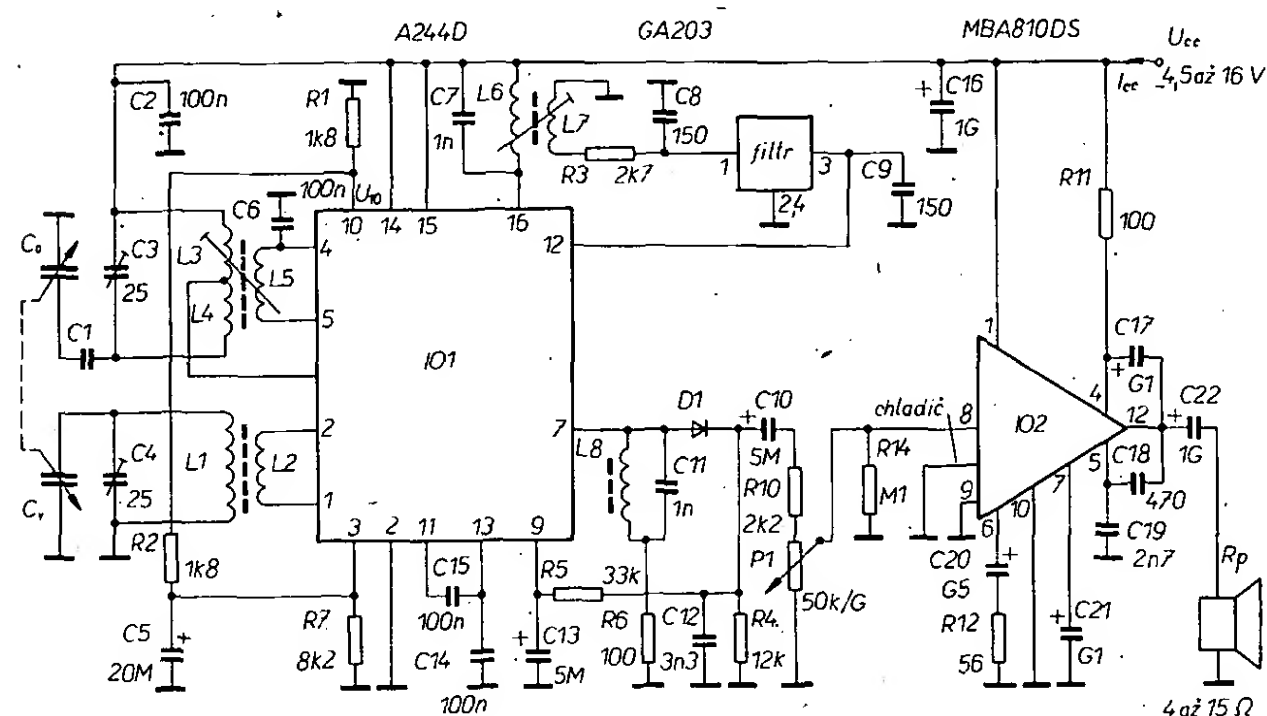 A244D
GA203
MBA810DS
Ucc
Icc
4,5 až 16 V
C2
100n
R1
1k8
C7
1n
L6
L7
C8
150
R3
2k7
1
filtr
3
2,4
C9
150
+
C16
1G
R11
100
100n
U10
C6
10
14
15
16
12
Co
C3
25
C1
L3
L4
L5
4
5
IO1
Cv
C4
25
L1
L2
2
1
7
L8
D1
C11
1n
+
C10
5M
R10
2k2
P1
50k/G
chladič
R14
M1
8
9
6
10
7
1
IO2
4
12
5
C17
+
G1
C18
470
C19
2n7
+
C22
1G
Rp
4 až 15 Ω
R2
1k8
3
2
11
13
9
C5
+
20M
R7
8k2
C15
100n
C14
100n
R5
33k
+
C13
5M
R6
100
C12
3n3
R4
12k
C20
+
G5
R12
56
+
C21
G1